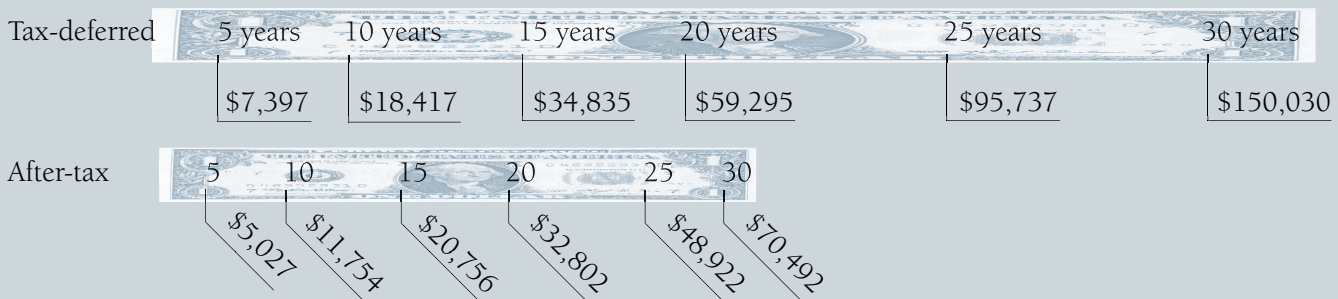 Tax-deferred 5 years 10 years 15 years 20 years 25 years 30 years
$7,397 $18,417 $34,835 $59,295 $95,737 $150,030
After-tax 5 10 15 20 25 30
$5,027 $11,754 $20,756 $32,802 $48,922 $70,492